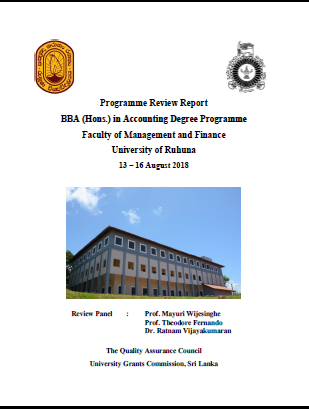 Programme Review Report
BBA (Hons.) in Accounting Degree Programme
Faculty of Management and Finance
University of Ruhuna
13 – 16 August 2018
Review Panel : Prof. Mayuri Wijesinghe
Prof. Theodore Fernando
Dr. Ratnam Vijayakumaran
The Quality Assurance Council
University Grants Commission, Sri Lanka